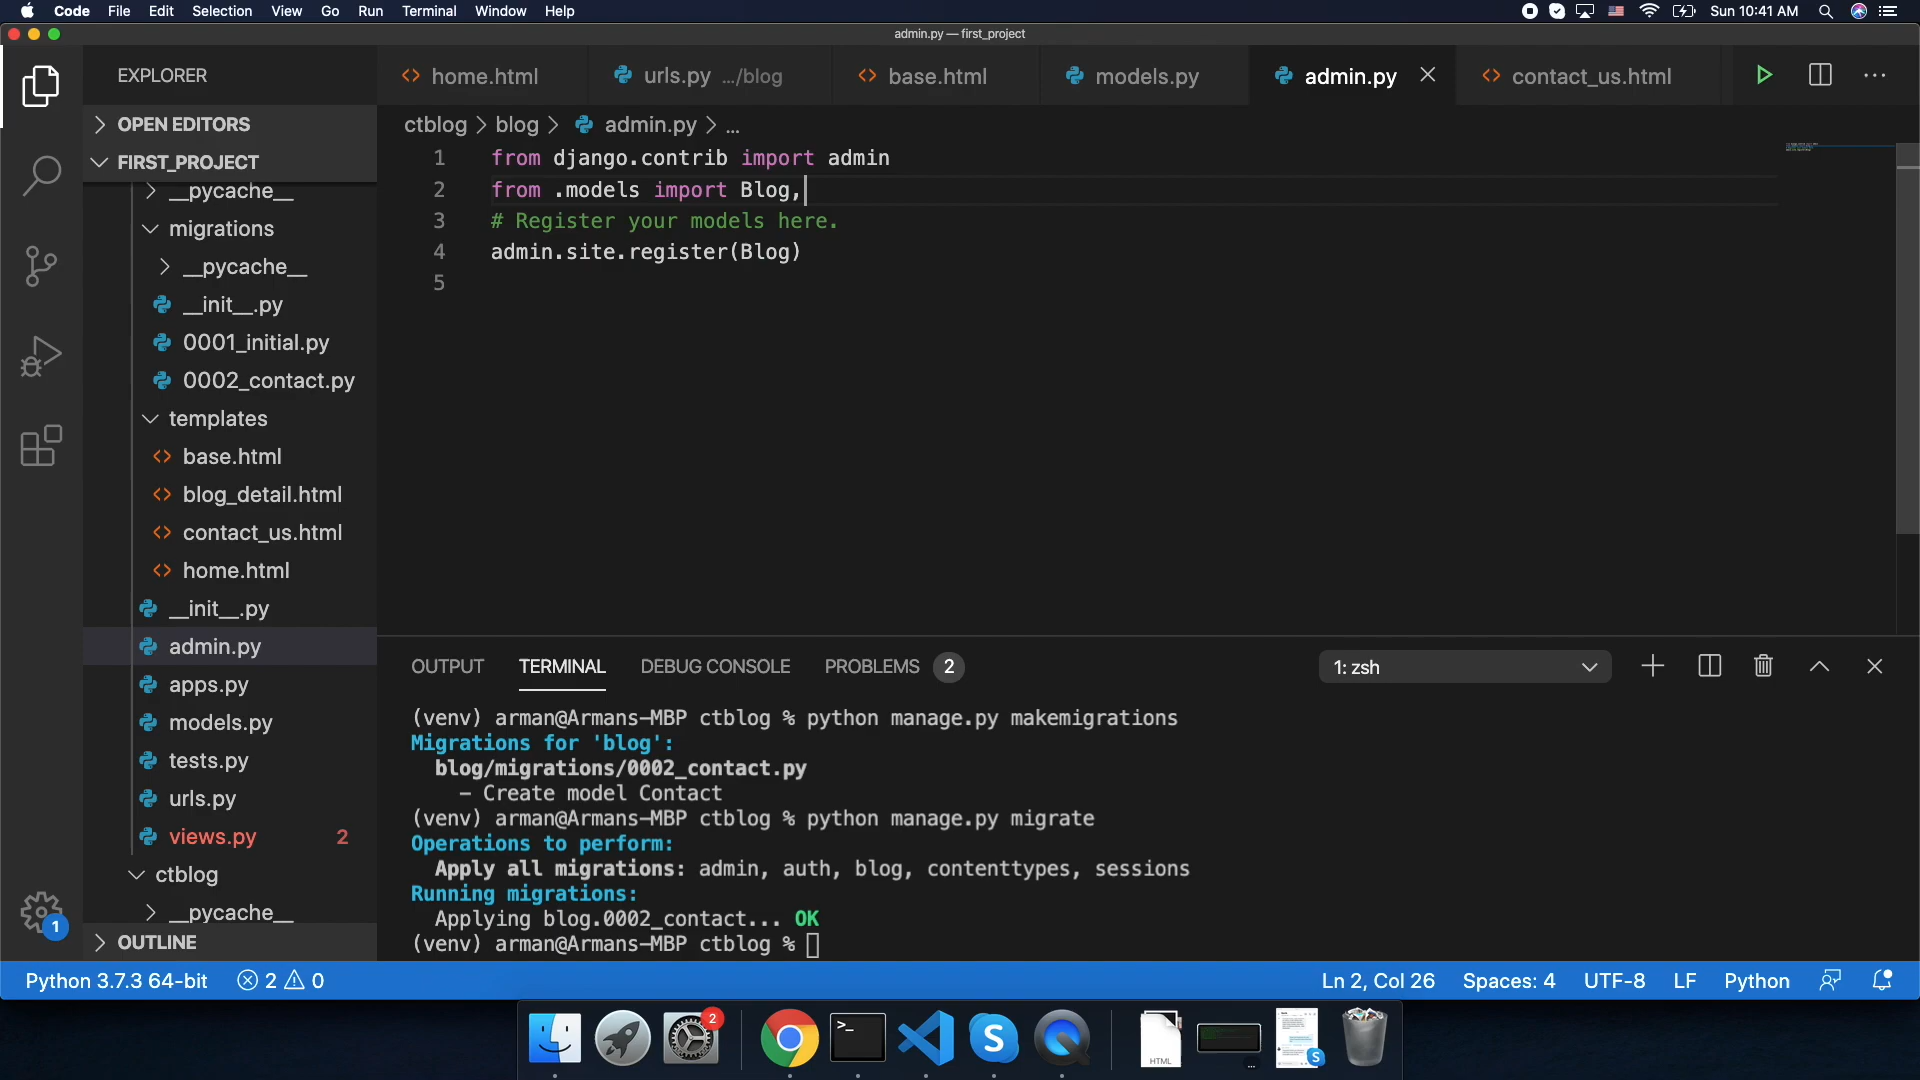 Code File Edit Selection View Go Run Terminal Window Help Sun 10:41 AM
admin.py — first_project
EXPLORER
home.html urls.py .../blog base.html models.py admin.py contact_us.html
OPEN EDITORS
FIRST_PROJECT
__pycache__
migrations
__pycache__
__init__.py
0001_initial.py
0002_contact.py
templates
base.html
blog_detail.html
contact_us.html
home.html
__init__.py
admin.py
apps.py
models.py
tests.py
urls.py
views.py 2
ctblog
__pycache__
OUTLINE
1
ctblog > blog > admin.py > ...
1 from django.contrib import admin
2 from .models import Blog,
3 # Register your models here.
4 admin.site.register(Blog)
5
OUTPUT TERMINAL DEBUG CONSOLE PROBLEMS 2 1: zsh
(venv) arman@Armans-MBP ctblog % python manage.py makemigrations
Migrations for 'blog':
blog/migrations/0002_contact.py
- Create model Contact
(venv) arman@Armans-MBP ctblog % python manage.py migrate
Operations to perform:
Apply all migrations: admin, auth, blog, contenttypes, sessions
Running migrations:
Applying blog.0002_contact... OK
(venv) arman@Armans-MBP ctblog %
Python 3.7.3 64-bit 2 0 Ln 2, Col 26 Spaces: 4 UTF-8 LF Python
2
HTML